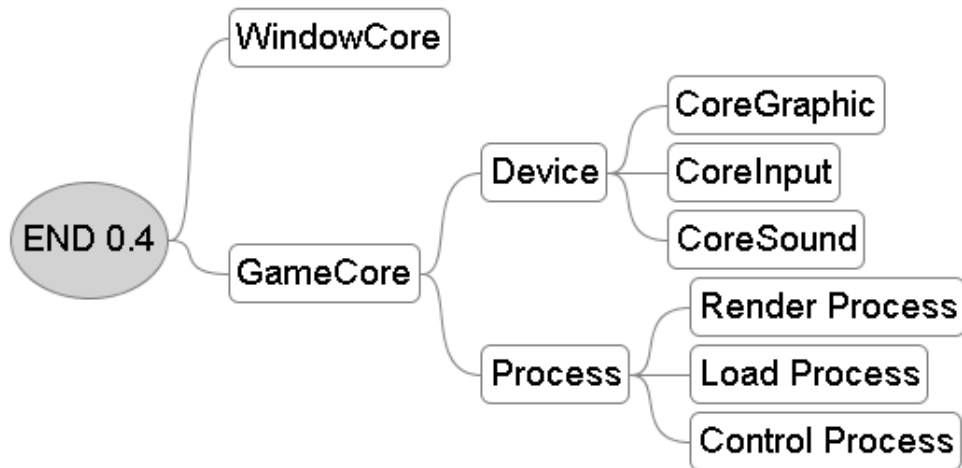 WindowCore
CoreGraphic
Device
CoreInput
END 0.4
CoreSound
GameCore
Render Process
Process
Load Process
Control Process